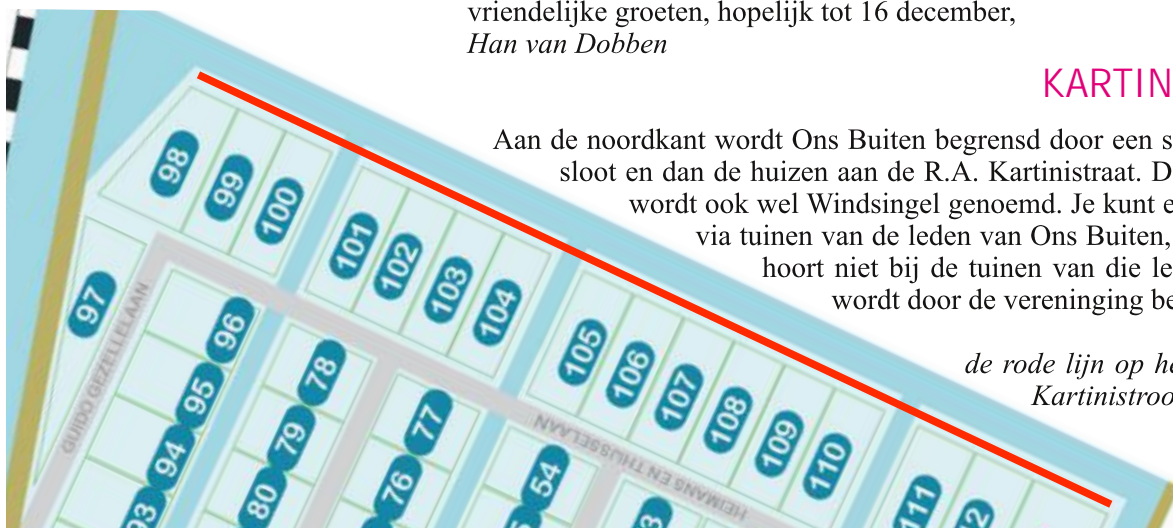 vriendelijke groeten, hopelijk tot 16 december,
Han van Dobben
KARTIN
Aan de noordkant wordt Ons Buiten begrensd door een s
sloot en dan de huizen aan de R.A. Kartinistraat. D
wordt ook wel Windsingel genoemd. Je kunt e
via tuinen van de leden van Ons Buiten,
hoort niet bij de tuinen van die le
wordt door de vereninging be
de rode lijn op he
Kartinistroo
98
99
100
101
102
103
104
105
106
107
108
109
110
111
97
96
95
94
93
78
79
80
77
76
54
GUIDO GEZELLELAAN
HEIMANS EN THIJSSELAAN